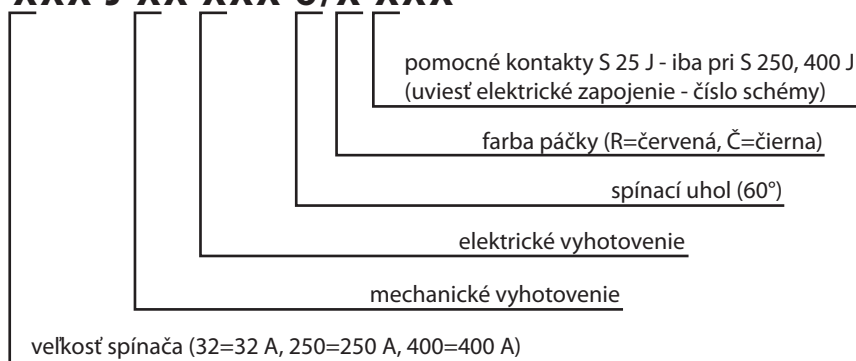 pomocné kontakty S 25 J - iba pri S 250, 400 J
(uviesť elektrické zapojenie - číslo schémy)
farba páčky (R=červená, Č=čierna)
spínací uhol (60°)
elektrické vyhotovenie
mechanické vyhotovenie
veľkosť spínača (32=32 A, 250=250 A, 400=400 A)